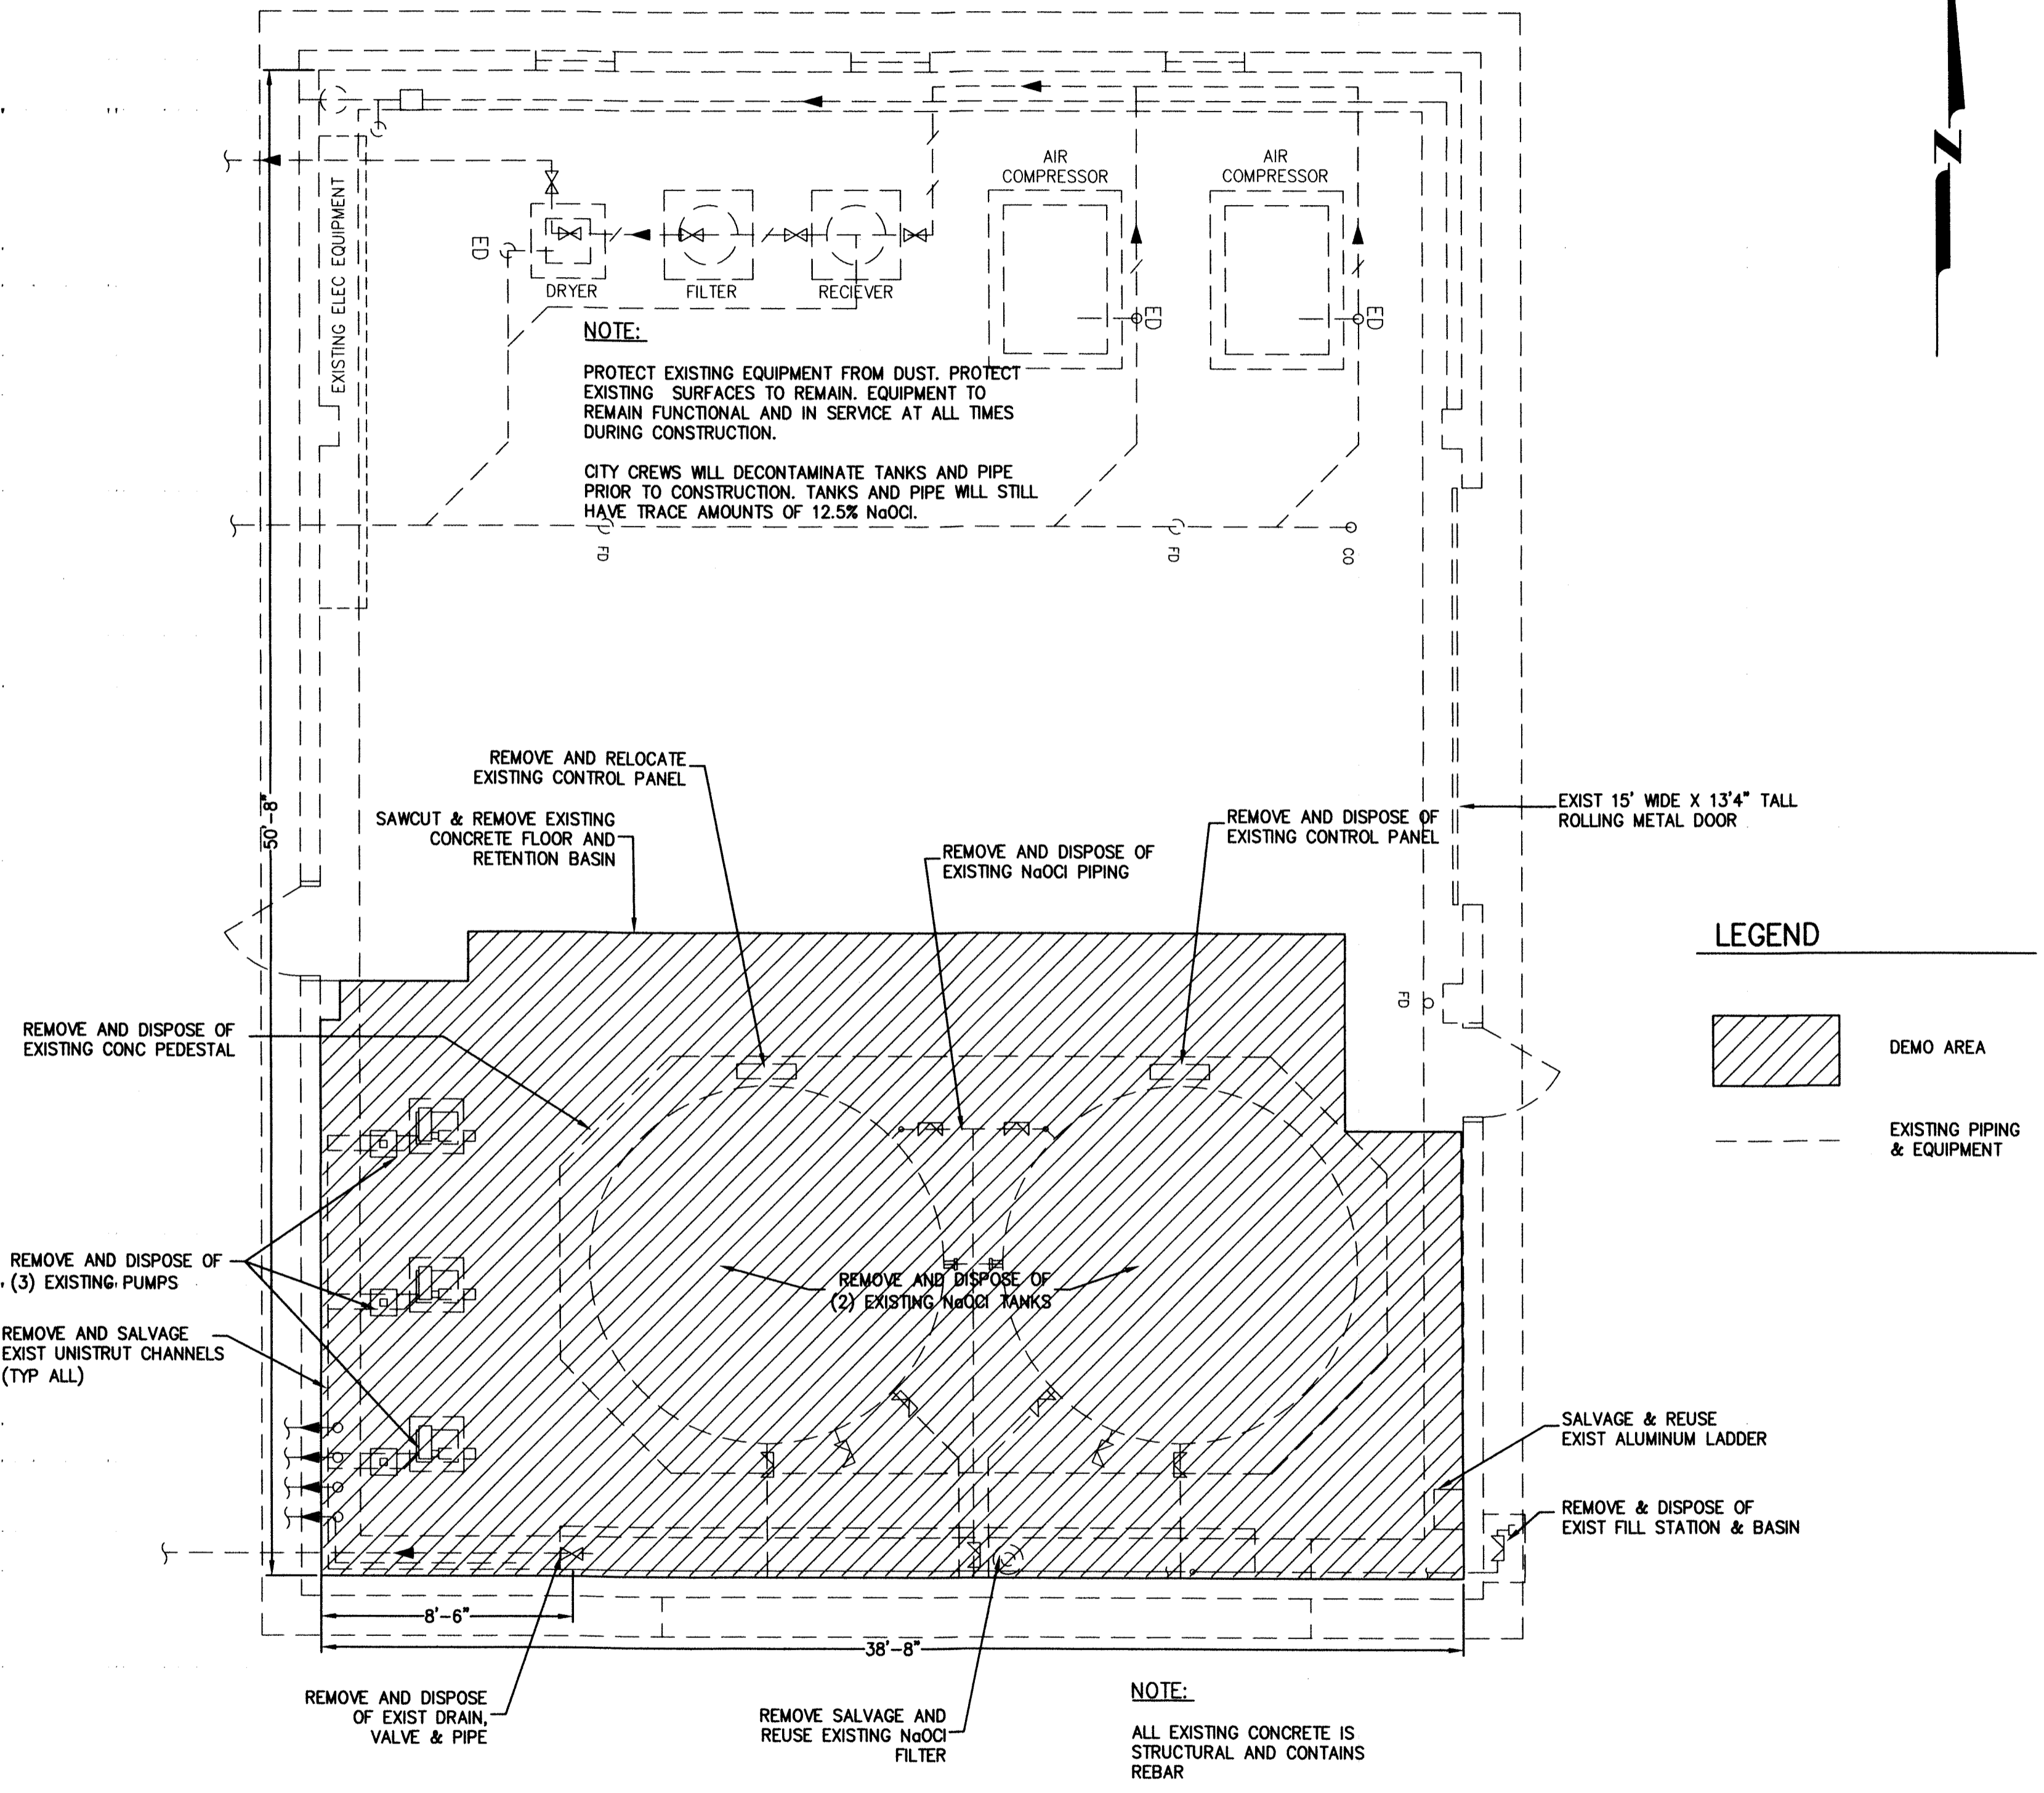 N
AIR
COMPRESSOR
AIR
COMPRESSOR
EXISTING ELEC EQUIPMENT
ED
DRYER
FILTER
RECIEVER
ED
ED
NOTE:
PROTECT EXISTING EQUIPMENT FROM DUST. PROTECT
EXISTING SURFACES TO REMAIN. EQUIPMENT TO
REMAIN FUNCTIONAL AND IN SERVICE AT ALL TIMES
DURING CONSTRUCTION.
CITY CREWS WILL DECONTAMINATE TANKS AND PIPE
PRIOR TO CONSTRUCTION. TANKS AND PIPE WILL STILL
HAVE TRACE AMOUNTS OF 12.5% NaOCl.
FD
FD
CO
50'-8"
REMOVE AND RELOCATE
EXISTING CONTROL PANEL
SAWCUT & REMOVE EXISTING
CONCRETE FLOOR AND
RETENTION BASIN
REMOVE AND DISPOSE OF
EXISTING NaOCl PIPING
REMOVE AND DISPOSE OF
EXISTING CONTROL PANEL
EXIST 15' WIDE X 13'4" TALL
ROLLING METAL DOOR
LEGEND
DEMO AREA
EXISTING PIPING
& EQUIPMENT
FD
REMOVE AND DISPOSE OF
EXISTING CONC PEDESTAL
REMOVE AND DISPOSE OF
(3) EXISTING PUMPS
REMOVE AND DISPOSE OF
(2) EXISTING NaOCl TANKS
REMOVE AND SALVAGE
EXIST UNISTRUT CHANNELS
(TYP ALL)
SALVAGE & REUSE
EXIST ALUMINUM LADDER
REMOVE & DISPOSE OF
EXIST FILL STATION & BASIN
8'-6"
38'-8"
REMOVE AND DISPOSE
OF EXIST DRAIN,
VALVE & PIPE
REMOVE SALVAGE AND
REUSE EXISTING NaOCl
FILTER
NOTE:
ALL EXISTING CONCRETE IS
STRUCTURAL AND CONTAINS
REBAR